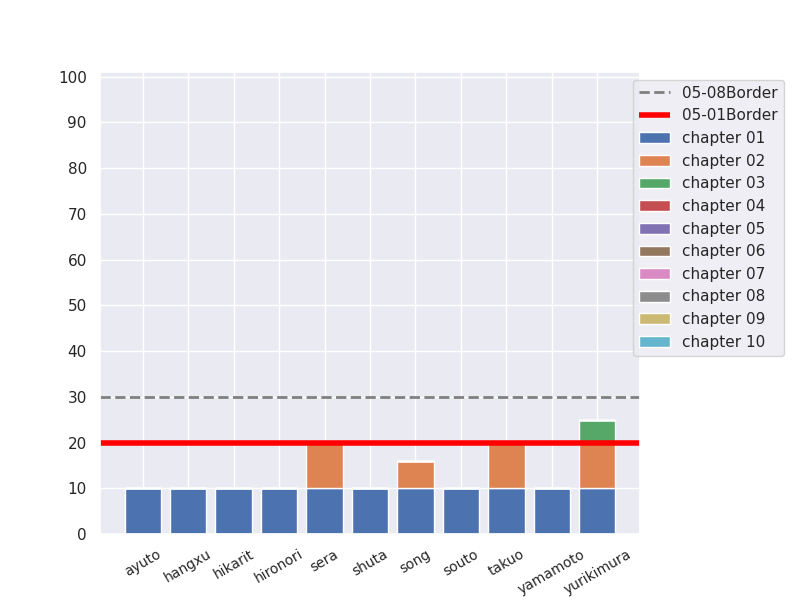 100
90
80
70
60
50
40
30
20
10
0
ayuto
hangxu
hikarit
hironori
sera
shuta
song
souto
takuo
yamamoto
yurikimura
05-08Border
05-01Border
chapter 01
chapter 02
chapter 03
chapter 04
chapter 05
chapter 06
chapter 07
chapter 08
chapter 09
chapter 10